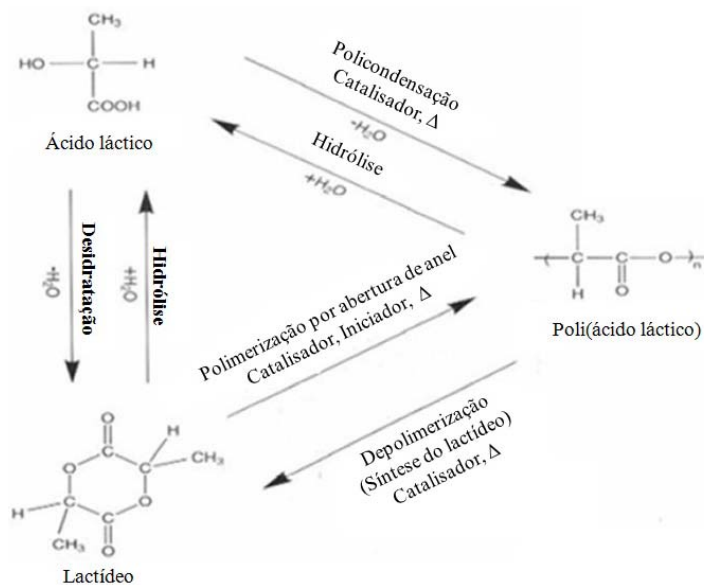 CH₃
HO
C
H
COOH
Ácido láctico
Policondensação
Catalisador, Δ
-H₂O
Hidrólise
+H₂O
Desidratação
-H₂O
Hidrólise
+H₂O
CH₃
C
C
O
n
H
O
Poli(ácido láctico)
Polimerização por abertura de anel
Catalisador, Iniciador, Δ
Depolimerização
(Síntese do lactídeo)
Catalisador, Δ
O
H
C
O
C
CH₃
H
C
O
C
CH₃
O
Lactídeo